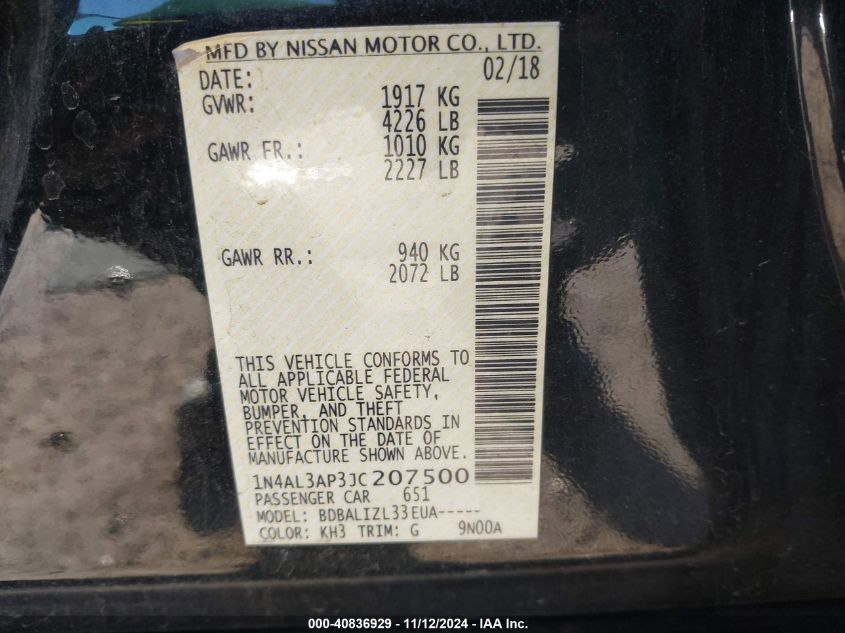 MFD BY NISSAN MOTOR CO., LTD.
DATE: 02/18
GVWR: 1917 KG
4226 LB
GAWR FR.: 1010 KG
2227 LB
GAWR RR.: 940 KG
2072 LB
THIS VEHICLE CONFORMS TO
ALL APPLICABLE FEDERAL
MOTOR VEHICLE SAFETY,
BUMPER, AND THEFT
PREVENTION STANDARDS IN
EFFECT ON THE DATE OF
MANUFACTURE SHOWN ABOVE.
1N4AL3AP3JC207500
PASSENGER CAR 651
MODEL: BDBALIZL33EUA-----
COLOR: KH3 TRIM: G 9N00A
000-40836929 - 11/12/2024 - IAA Inc.